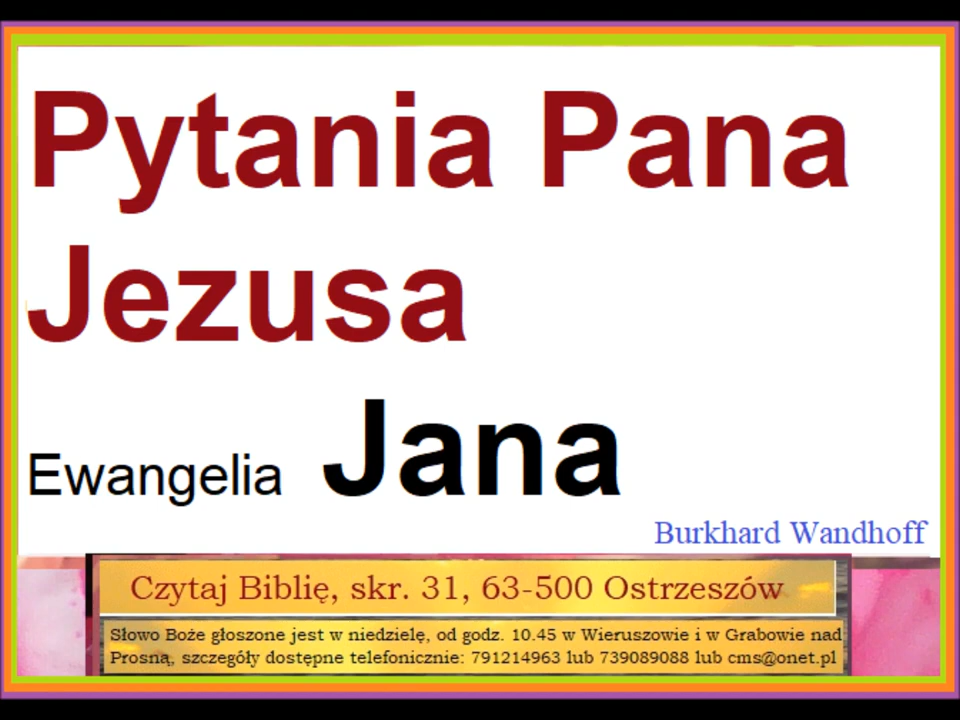 Pytania Pana
Jezusa
Ewangelia Jana
Burkhard Wandhoff
Czytaj Biblię, skr. 31, 63-500 Ostrzeszów
Słowo Boże głoszone jest w niedzielę, od godz. 10.45 w Wieruszowie i w Grabowie nad
Prosną, szczegóły dostępne telefonicznie: 791214963 lub 739089088 lub cms@onet.pl